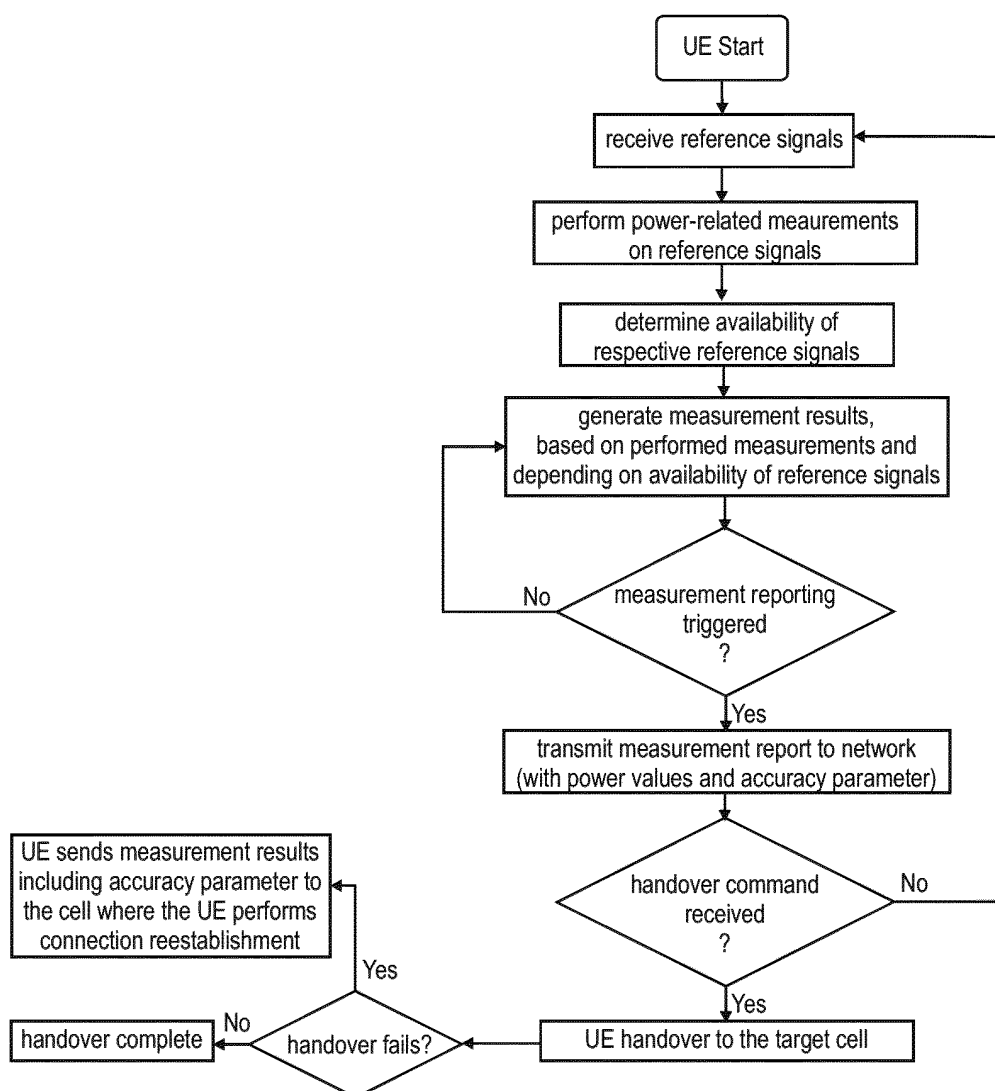 UE Start
receive reference signals
perform power-related meaurements
on reference signals
determine availability of
respective reference signals
generate measurement results,
based on performed measurements and
depending on availability of reference signals
No
measurement reporting
triggered
?
Yes
transmit measurement report to network
(with power values and accuracy parameter)
handover command
received
?
No
Yes
UE handover to the target cell
handover fails?
Yes
UE sends measurement results
including accuracy parameter to
the cell where the UE performs
connection reestablishment
No
handover complete